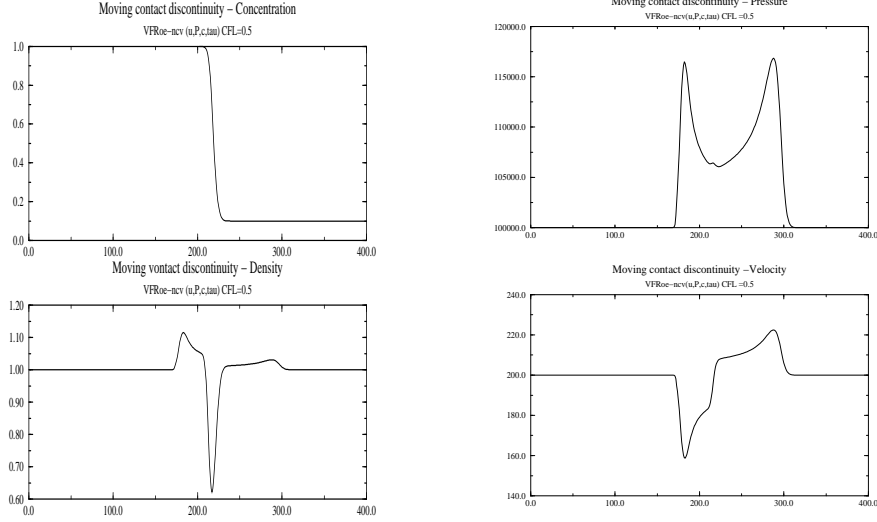 Moving contact discontinuity – Concentration
VFRoe–ncv (u,P,c,tau) CFL=0.5
1.0
0.8
0.6
0.4
0.2
0.0
0.0 100.0 200.0 300.0 400.0
Moving contact discontinuity – Pressure
VFRoe–ncv(u,P,c,tau) CFL =0.5
120000.0
115000.0
110000.0
105000.0
100000.0
0.0 100.0 200.0 300.0 400.0
Moving vontact discontinuity – Density
VFRoe–ncv (u,P,c,tau) CFL=0.5
1.20
1.10
1.00
0.90
0.80
0.70
0.60
0.0 100.0 200.0 300.0 400.0
Moving contact discontinuity –Velocity
VFRoe–ncv(u,P,c,tau) CFL =0.5
240.0
220.0
200.0
180.0
160.0
140.0
0.0 100.0 200.0 300.0 400.0